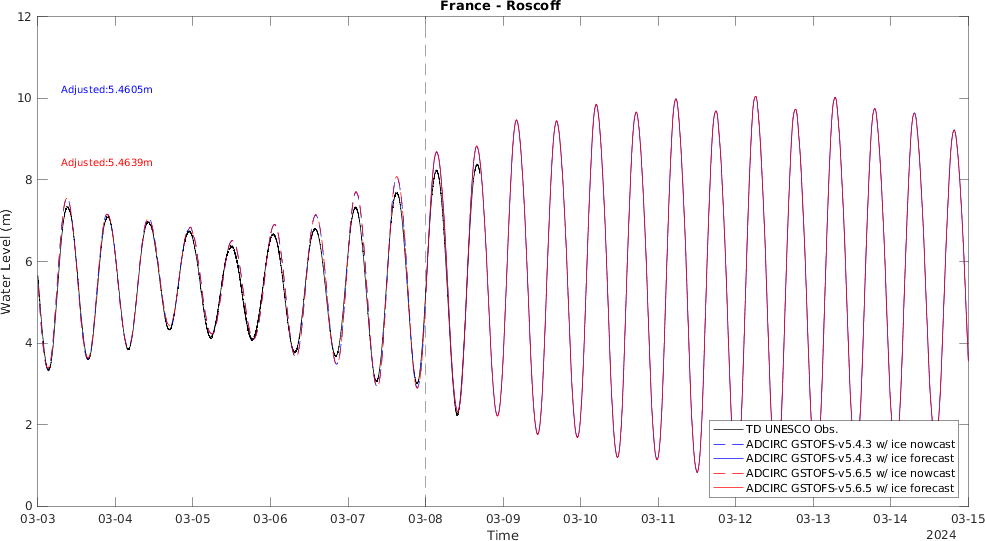 France - Roscoff
12
10
8
6
4
2
0
Water Level (m)
Adjusted:5.4605m
Adjusted:5.4639m
TD UNESCO Obs.
ADCIRC GSTOFS-v5.4.3 w/ ice nowcast
ADCIRC GSTOFS-v5.4.3 w/ ice forecast
ADCIRC GSTOFS-v5.6.5 w/ ice nowcast
ADCIRC GSTOFS-v5.6.5 w/ ice forecast
03-03 03-04 03-05 03-06 03-07 03-08 03-09 03-10 03-11 03-12 03-13 03-14 03-15
Time
2024